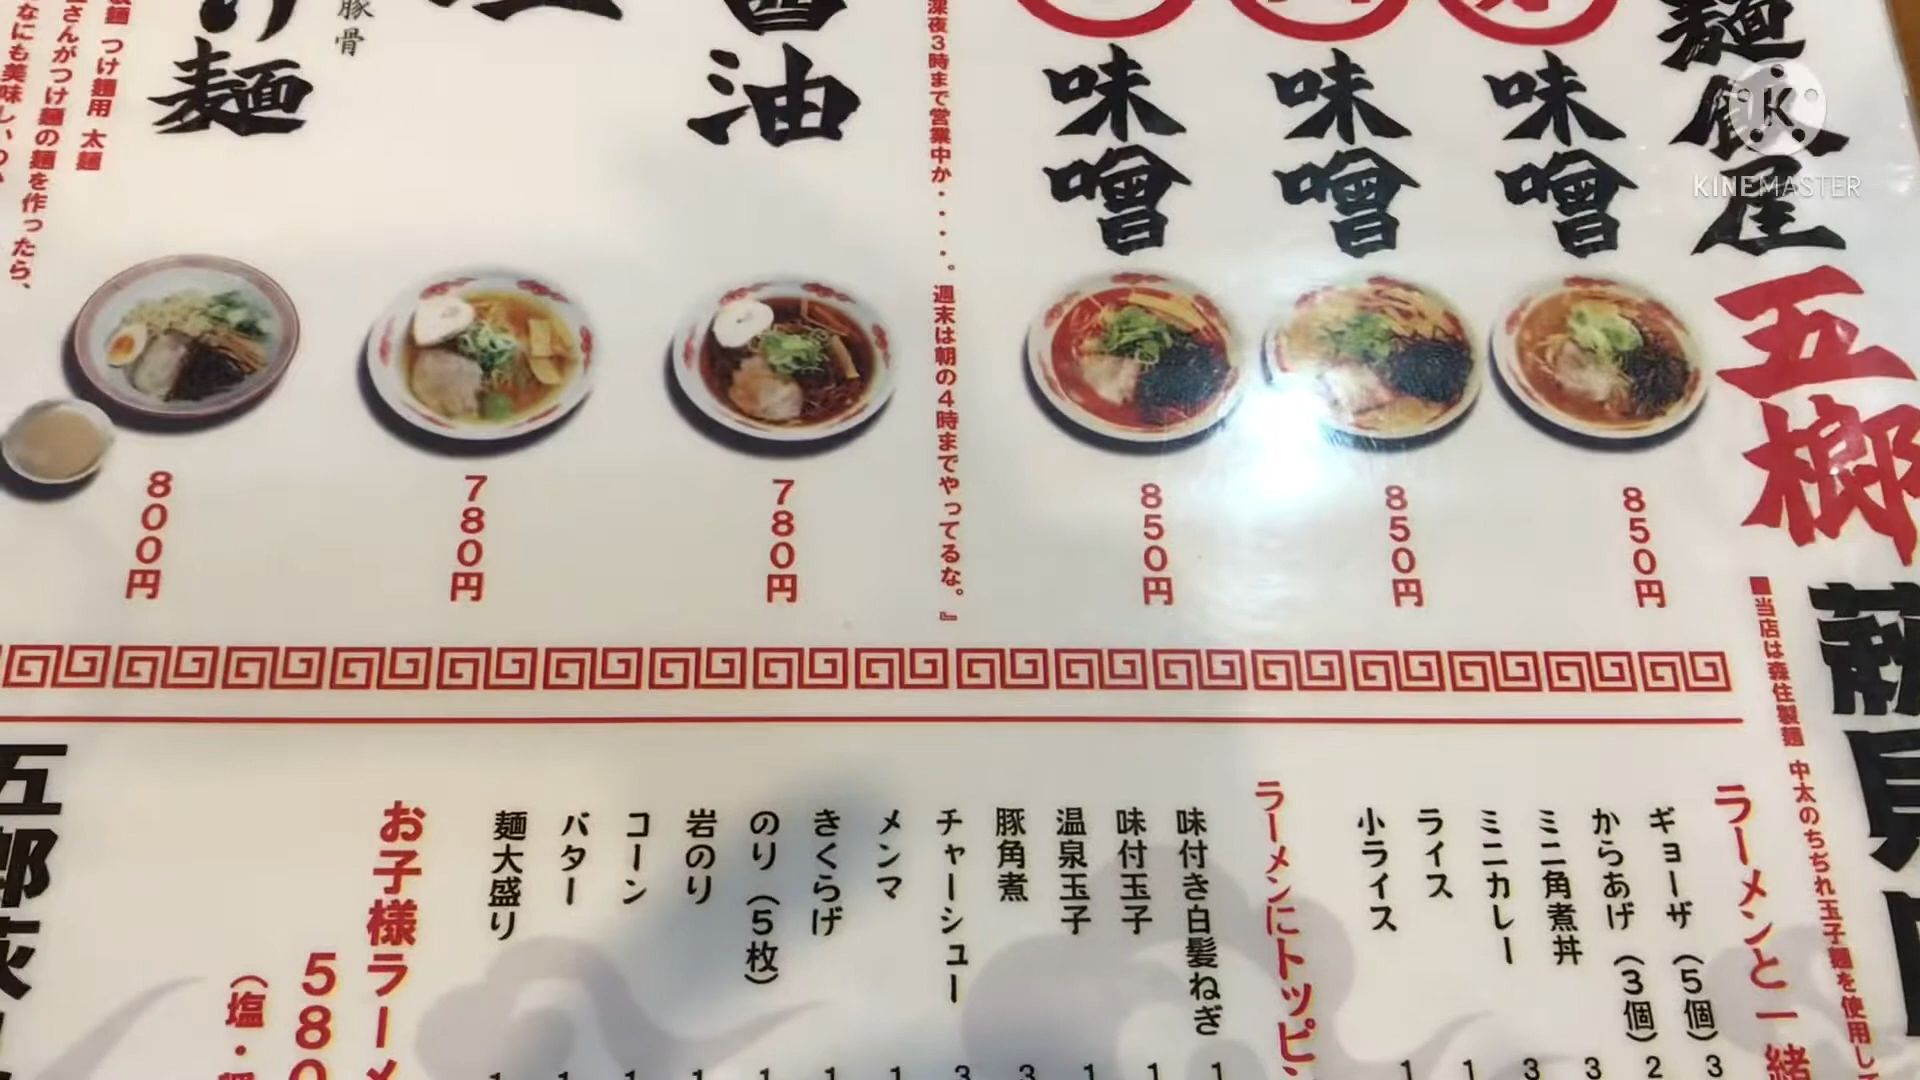 麺飯屋
五榔
KINEMASTER
味噌
850円
味噌
850円
味噌
850円
深夜3時まで営業中か・・・・。週末は朝の4時までやってるな。』
醤油
780円
780円
豚骨
け麺
800円
つけ麺用 太麺
さんがつけ麺の麺を作ったら、
なにも美味しいのか
■当店は森住製麺 中太のちぢれ玉子麺を使用し
ラーメンと一緒
ギョーザ（5個）
からあげ（3個）
ミニ角煮丼
ミニカレー
ライス
小ライス
ラーメンにトッピ
味付き白髪ねぎ
味付玉子
温泉玉子
豚角煮
チャーシュー
メンマ
きくらげ
のり（5枚）
岩のり
コーン
バター
麺大盛り
お子様ラーメ
580
（塩・
五郎